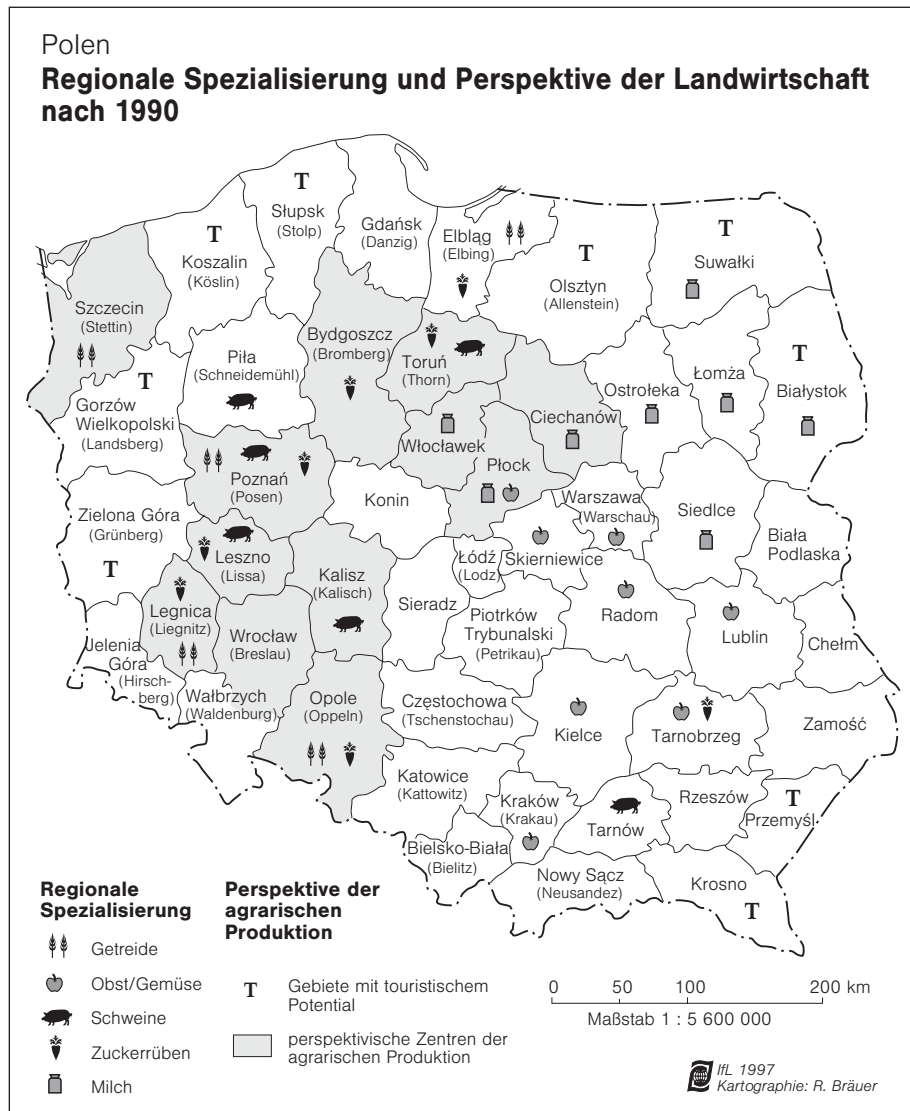 Polen
Regionale Spezialisierung und Perspektive der Landwirtschaft
nach 1990
T
Słupsk
(Stolp)
Gdańsk
(Danzig)
Elbląg
(Elbing)
T
Koszalin
(Köslin)
T
Olsztyn
(Allenstein)
T
Suwałki
Szczecin
(Stettin)
Bydgoszcz
(Bromberg)
Toruń
(Thorn)
Piła
(Schneidemühl)
T
Gorzów
Wielkopolski
(Landsberg)
Ostrołeka
Łomża
T
Białystok
Ciechanów
Włocławek
Płock
Poznań
(Posen)
Konin
Warszawa
(Warschau)
Siedlce
Biała
Podlaska
Zielona Góra
(Grünberg)
T
Leszno
(Lissa)
Kalisz
(Kalisch)
Łódź
(Lodz)
Skierniewice
Sieradz
Piotrków
Trybunalski
(Petrikau)
Radom
Lublin
Chełm
Legnica
(Liegnitz)
Wrocław
(Breslau)
Jelenia
Góra
(Hirsch-
berg)
Wałbrzych
(Waldenburg)
Opole
(Oppeln)
Częstochowa
(Tschenstochau)
Kielce
Tarnobrzeg
Zamość
Katowice
(Kattowitz)
Kraków
(Krakau)
Tarnów
Rzeszów
T
Przemyśl
Bielsko-Biała
(Bielitz)
Nowy Sącz
(Neusandez)
Krosno
T
Regionale
Spezialisierung
Getreide
Obst/Gemüse
Schweine
Zuckerrüben
Milch
Perspektive der
agrarischen
Produktion
T Gebiete mit touristischem
Potential
perspektivische Zentren der
agrarischen Produktion
0 50 100 200 km
Maßstab 1 : 5 600 000
IfL 1997
Kartographie: R. Bräuer